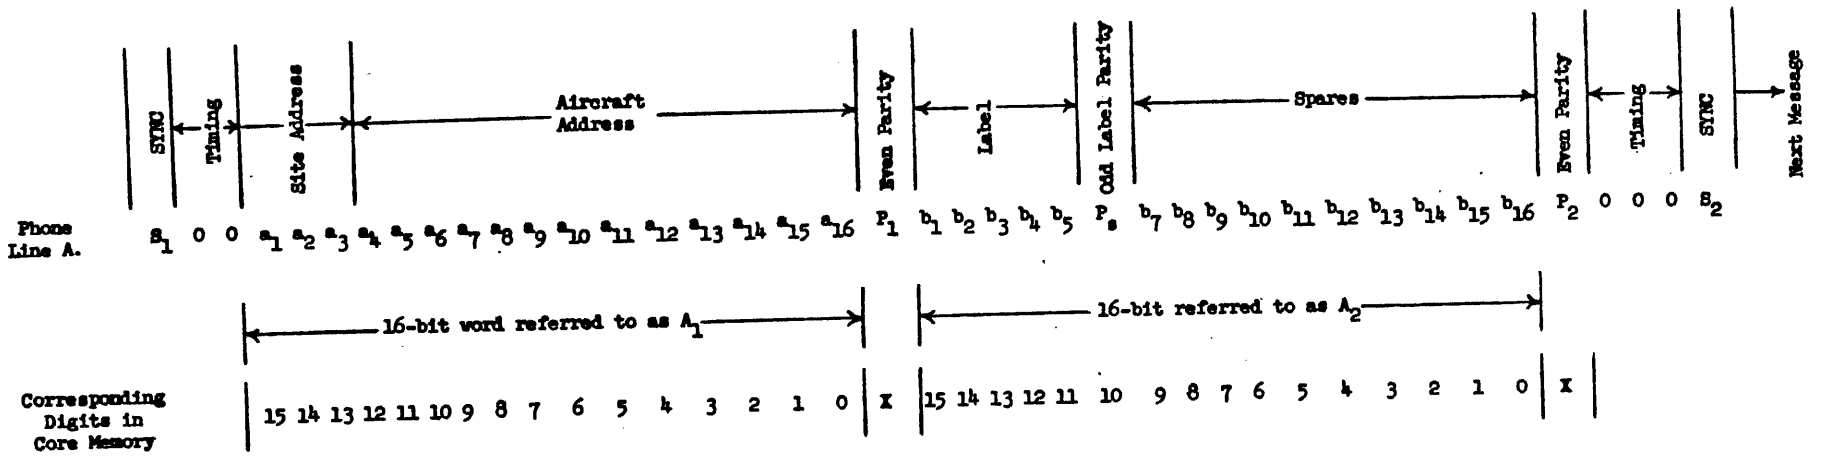 SYNC
Timing
Site Address
Aircraft
Address
Even Parity
Label
Odd Label Parity
Spares
Even Parity
Timing
SYNC
Next Message
Phone
Line A.
S1 0 0 a1 a2 a3 a4 a5 a6 a7 a8 a9 a10 a11 a12 a13 a14 a15 a16 P1 b1 b2 b3 b4 b5 Ps b7 b8 b9 b10 b11 b12 b13 b14 b15 b16 P2 0 0 0 S2
16-bit word referred to as A1
16-bit referred to as A2
Corresponding
Digits in
Core Memory
15 14 13 12 11 10 9 8 7 6 5 4 3 2 1 0 X 15 14 13 12 11 10 9 8 7 6 5 4 3 2 1 0 X